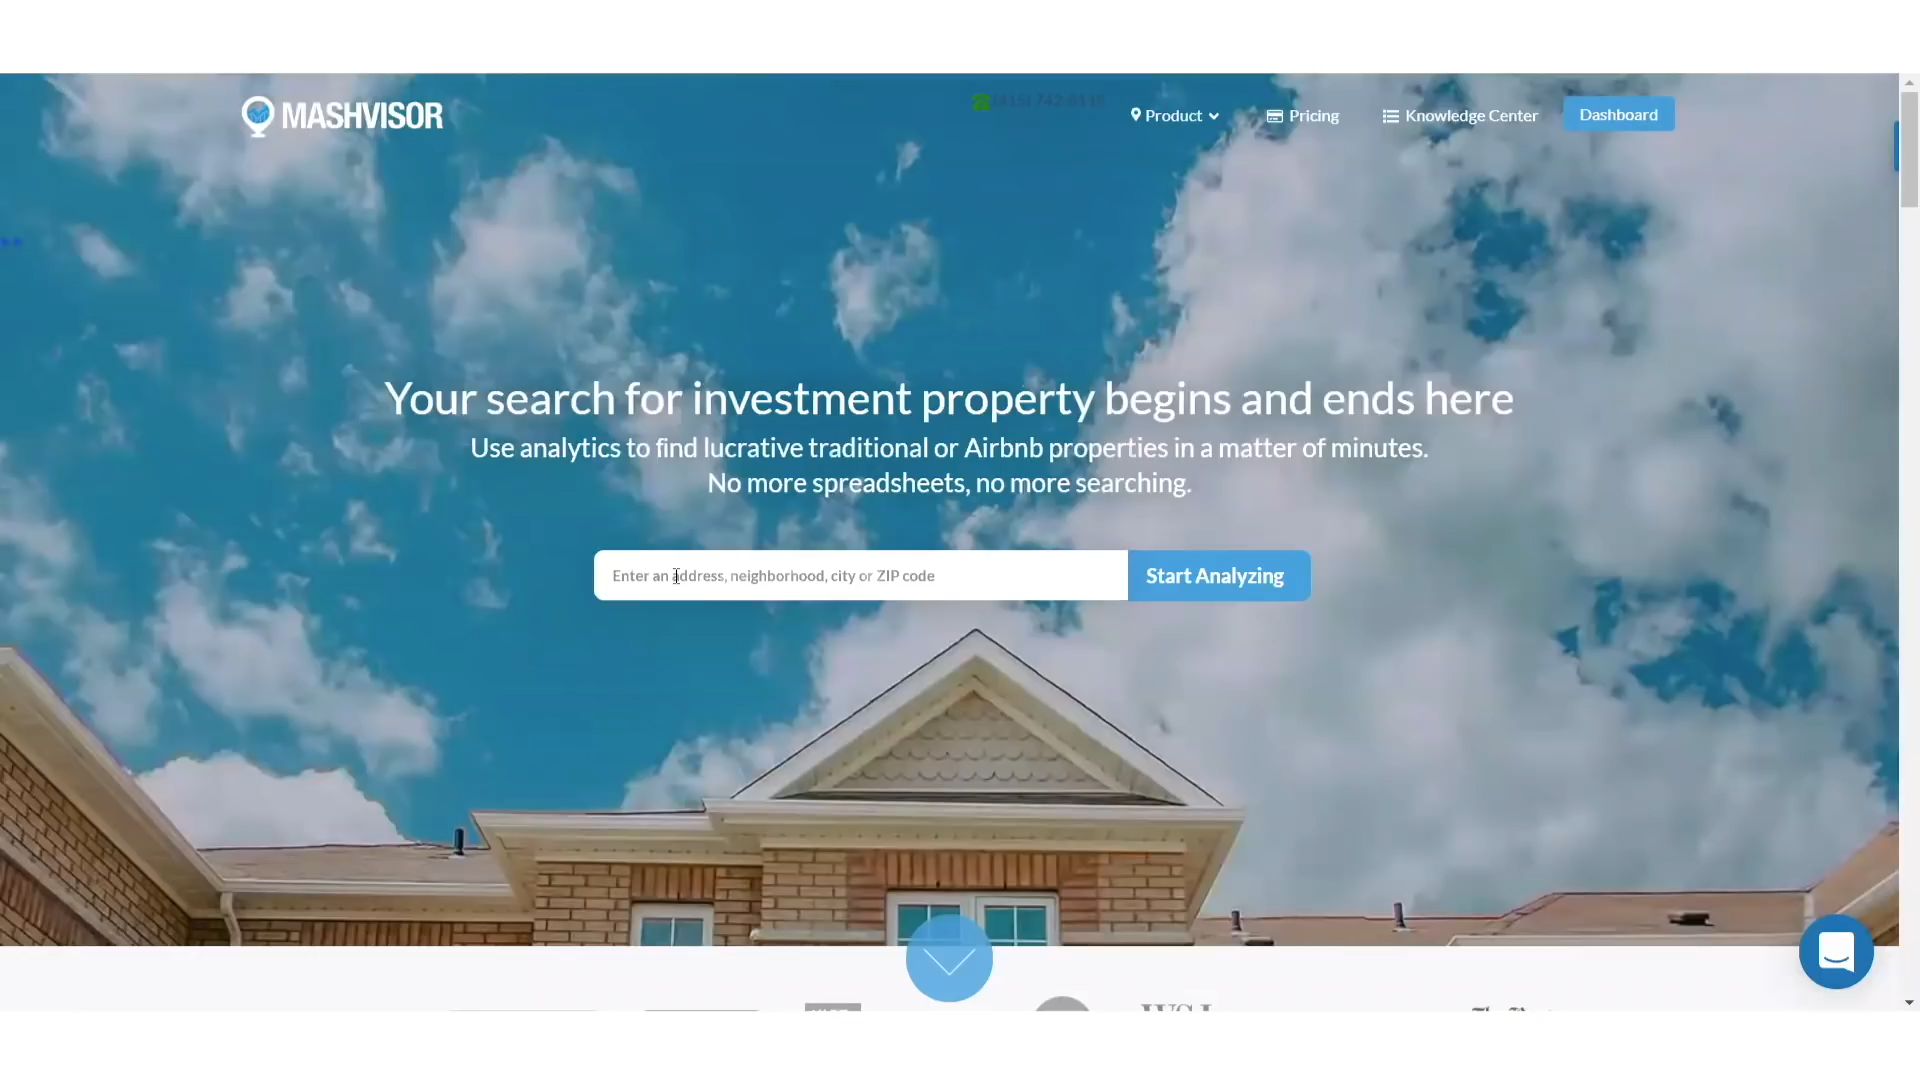 MASHVISOR
Product
Pricing
Knowledge Center
Dashboard
Your search for investment property begins and ends here
Use analytics to find lucrative traditional or Airbnb properties in a matter of minutes.
No more spreadsheets, no more searching.
Enter an address, neighborhood, city or ZIP code
Start Analyzing